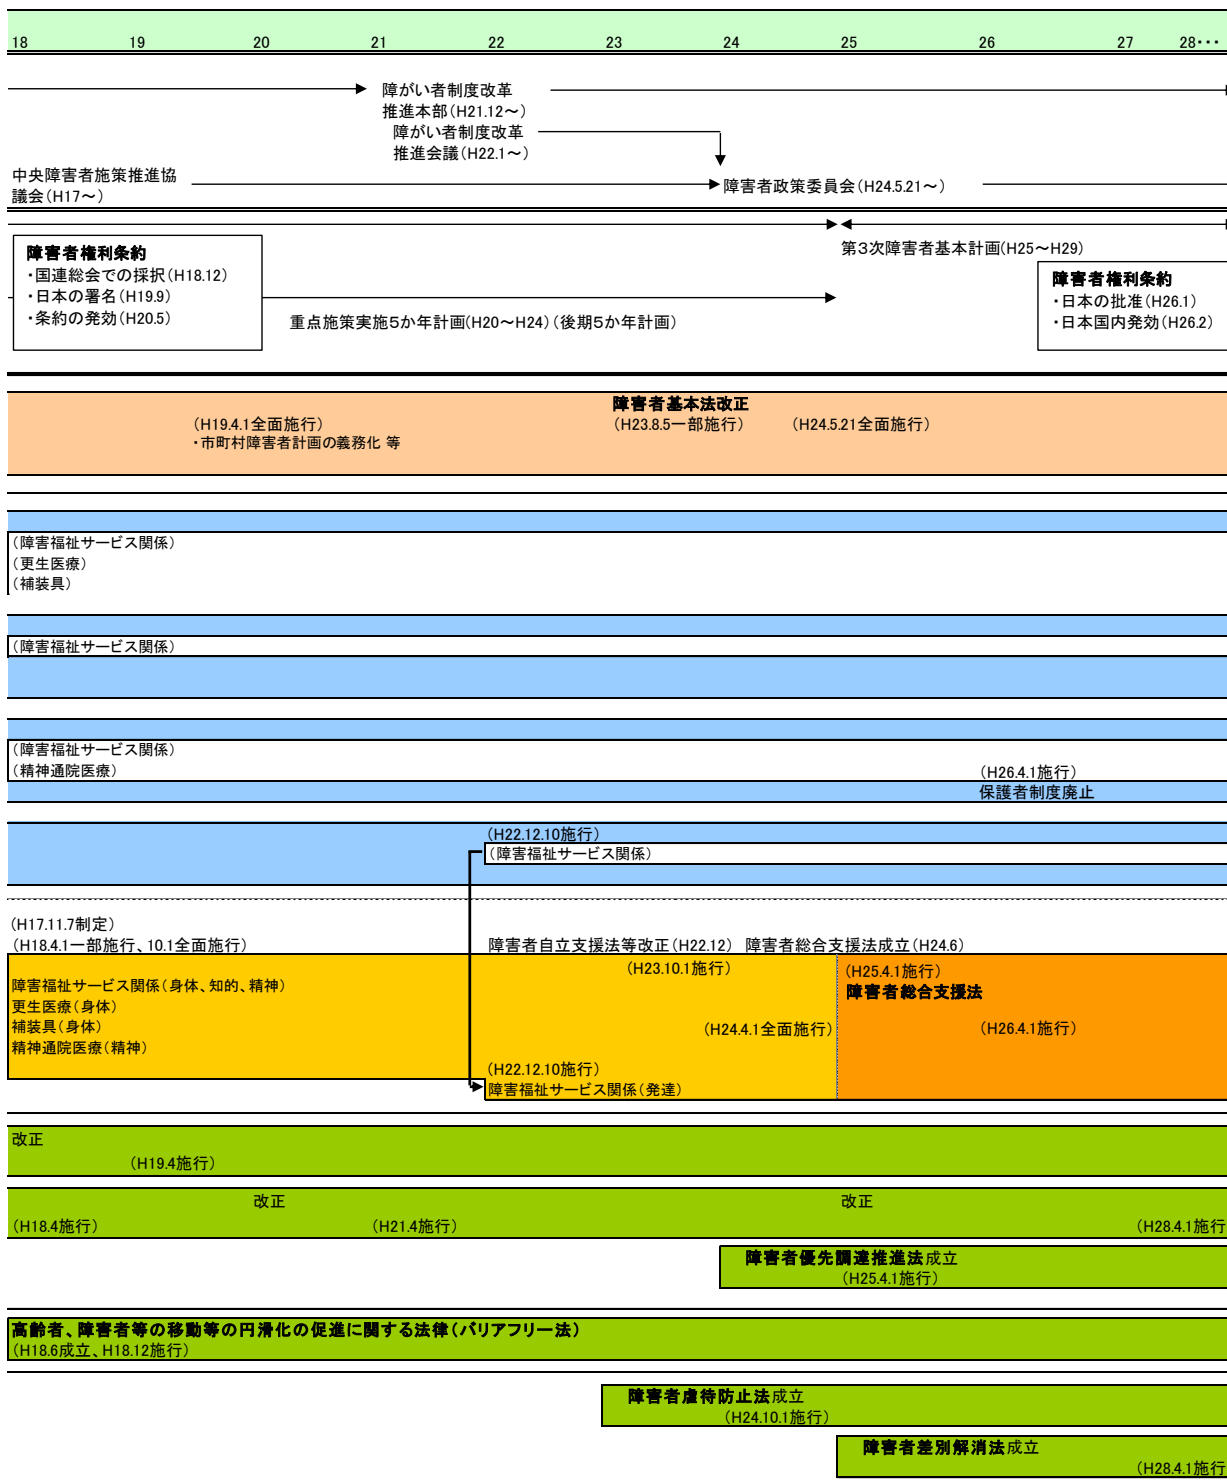 18 19 20 21 22 23 24 25 26 27 28・・・
障がい者制度改革
推進本部(H21.12～)
障がい者制度改革
推進会議(H22.1～)
中央障害者施策推進協
議会(H17～)
障害者政策委員会(H24.5.21～)
第３次障害者基本計画(H25～H29)
障害者権利条約
・国連総会での採択(H18.12)
・日本の署名(H19.9)
・条約の発効(H20.5)
重点施策実施５か年計画(H20～H24)(後期５か年計画)
障害者権利条約
・日本の批准(H26.1)
・日本国内発効(H26.2)
障害者基本法改正
(H19.4.1全面施行) (H23.8.5一部施行) (H24.5.21全面施行)
・市町村障害者計画の義務化 等
(障害福祉サービス関係)
(更生医療)
(補装具)
(障害福祉サービス関係)
(障害福祉サービス関係)
(精神通院医療) (H26.4.1施行)
保護者制度廃止
(H22.12.10施行)
(障害福祉サービス関係)
(H17.11.7制定)
(H18.4.1一部施行、10.1全面施行) 障害者自立支援法等改正(H22.12) 障害者総合支援法成立(H24.6)
(H23.10.1施行) (H25.4.1施行)
障害福祉サービス関係(身体、知的、精神) 障害者総合支援法
更生医療(身体)
補装具(身体) (H24.4.1全面施行) (H26.4.1施行)
精神通院医療(精神)
(H22.12.10施行)
障害福祉サービス関係(発達)
改正
(H19.4施行)
改正 改正
(H18.4施行) (H21.4施行) (H28.4.1施行
障害者優先調達推進法成立
(H25.4.1施行)
高齢者、障害者等の移動等の円滑化の促進に関する法律(バリアフリー法)
(H18.6成立、H18.12施行)
障害者虐待防止法成立
(H24.10.1施行)
障害者差別解消法成立
(H28.4.1施行